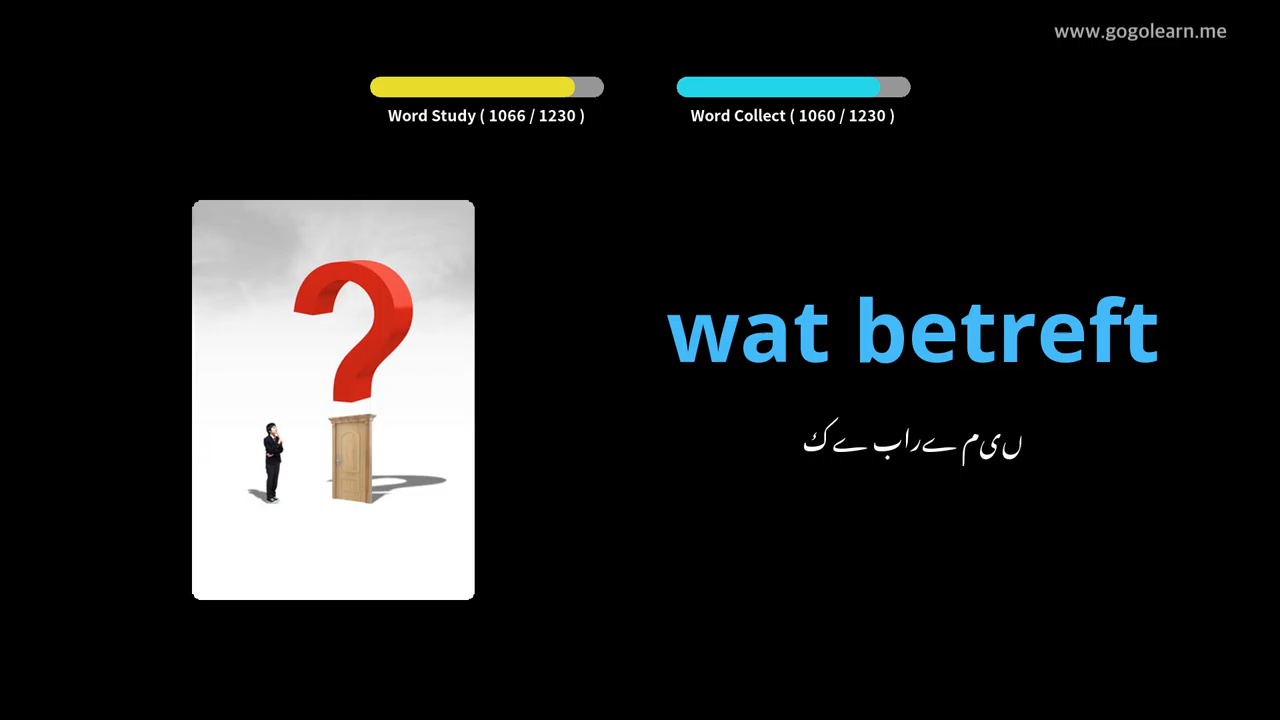 www.gogolearn.me
Word Study ( 1066 / 1230 )
Word Collect ( 1060 / 1230 )
wat betreft
کے بارے میں